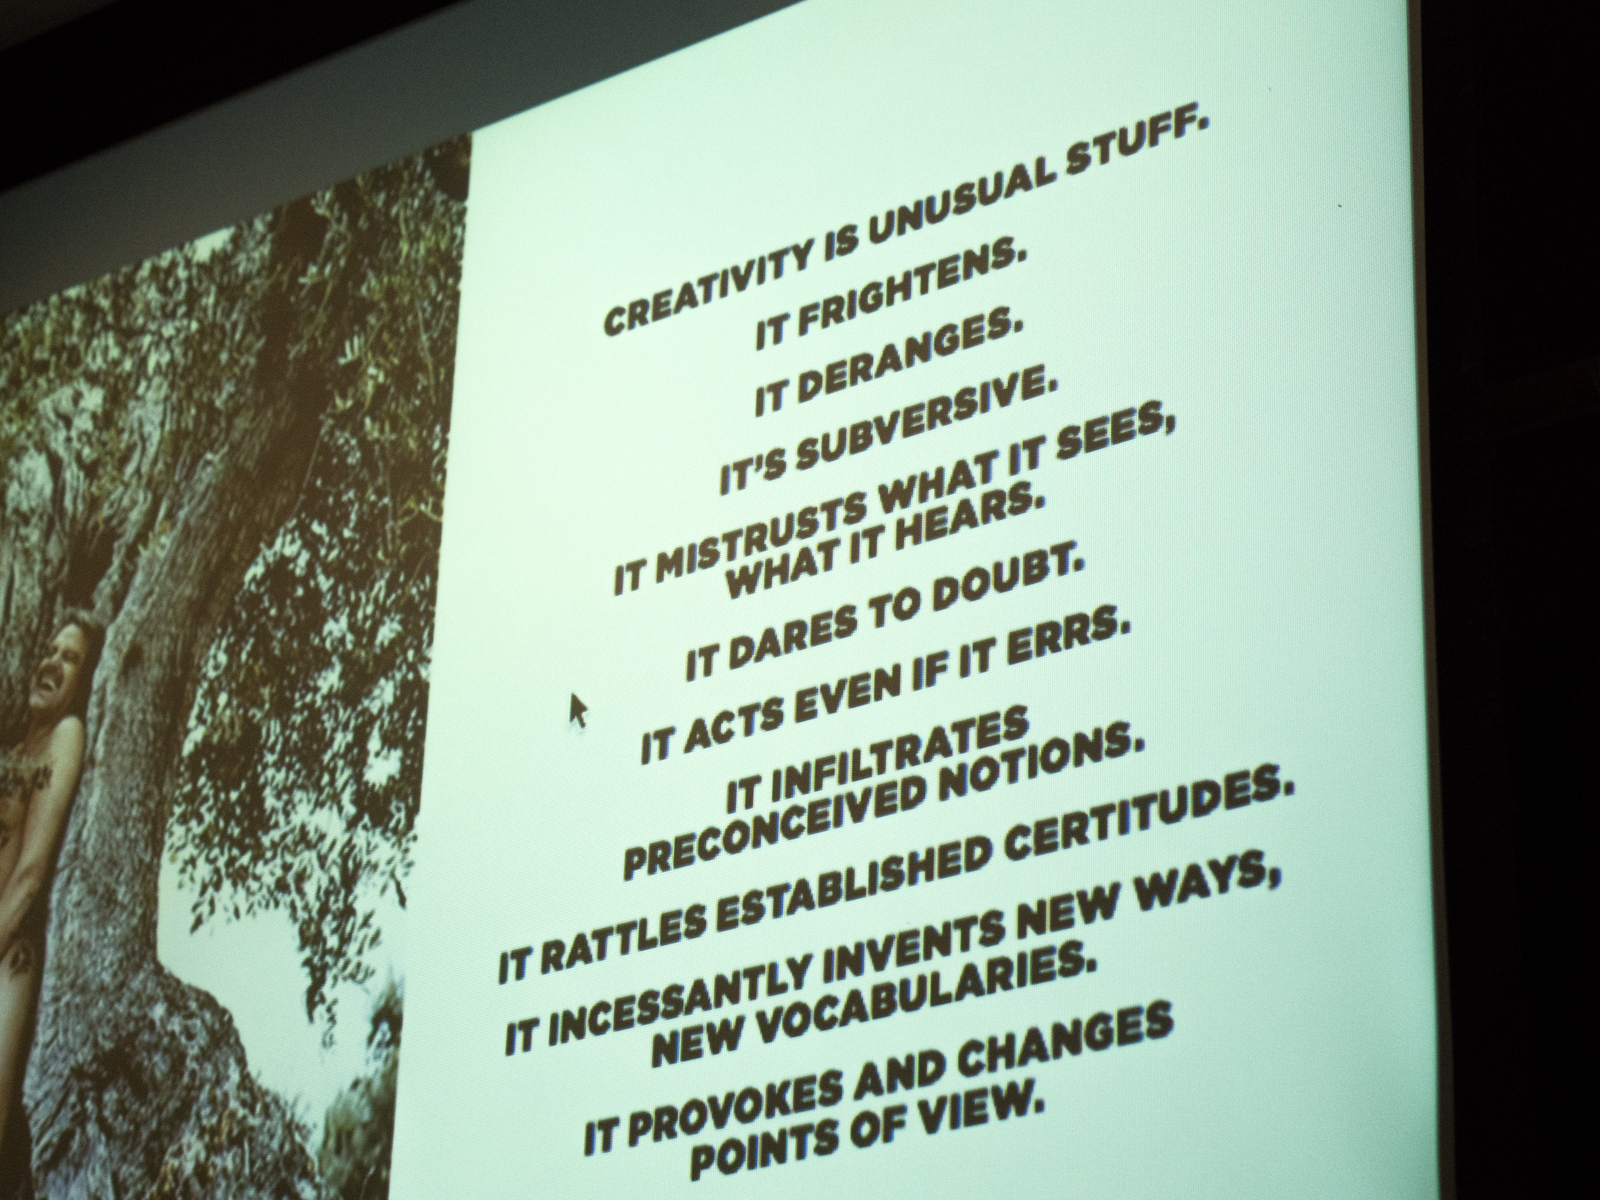 CREATIVITY IS UNUSUAL STUFF.
IT FRIGHTENS.
IT DERANGES.
IT'S SUBVERSIVE.
IT MISTRUSTS WHAT IT SEES,
WHAT IT HEARS.
IT DARES TO DOUBT.
IT ACTS EVEN IF IT ERRS.
IT INFILTRATES
PRECONCEIVED NOTIONS.
IT RATTLES ESTABLISHED CERTITUDES.
IT INCESSANTLY INVENTS NEW WAYS,
NEW VOCABULARIES.
IT PROVOKES AND CHANGES
POINTS OF VIEW.